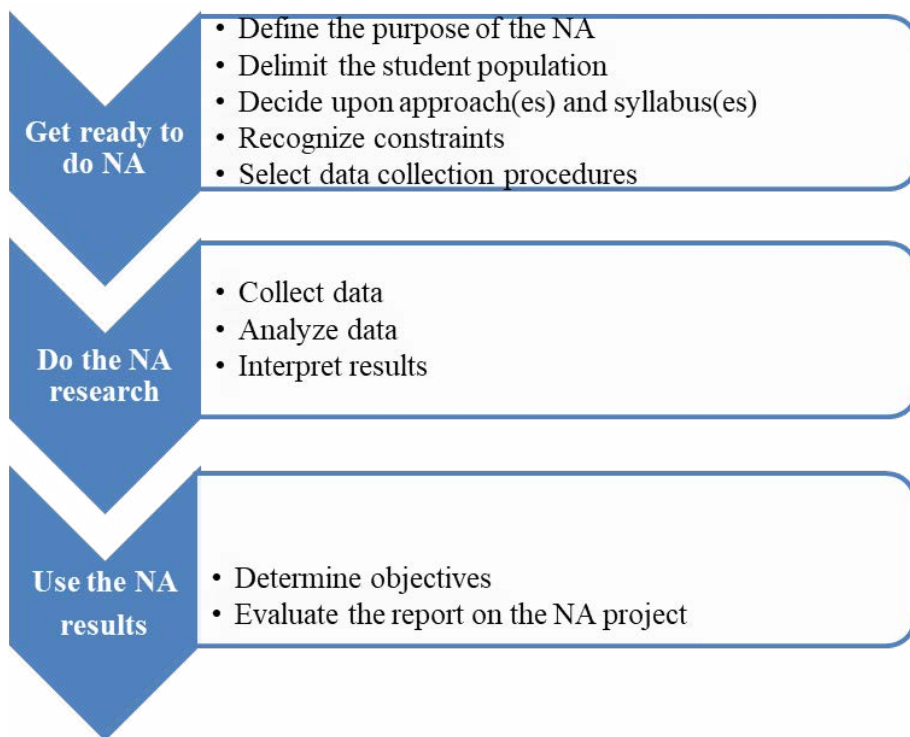 Get ready to
do NA
• Define the purpose of the NA
• Delimit the student population
• Decide upon approach(es) and syllabus(es)
• Recognize constraints
• Select data collection procedures
Do the NA
research
• Collect data
• Analyze data
• Interpret results
Use the NA
results
• Determine objectives
• Evaluate the report on the NA project